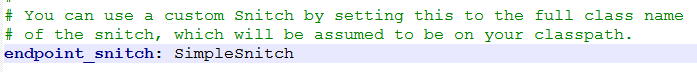 # You can use a custom Snitch by setting this to the full class name
# of the snitch, which will be assumed to be on your classpath.
endpoint_snitch: SimpleSnitch